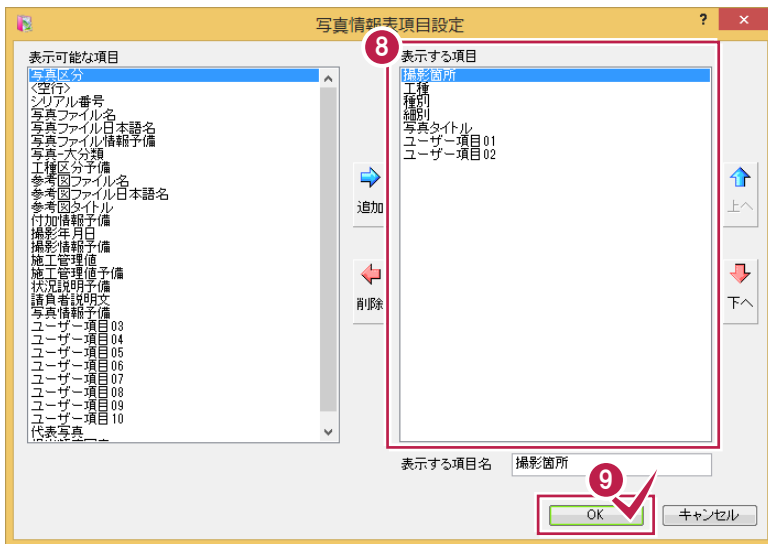 写真情報表項目設定
? ×
8
表示可能な項目
写真区分
<空行>
シリアル番号
写真ファイル名
写真ファイル日本語名
写真ファイル情報予備
写真-大分類
工種区分予備
参考図ファイル名
参考図ファイル日本語名
参考図タイトル
付加情報予備
撮影年月日
撮影情報予備
施工管理値
施工管理値予備
状況説明予備
請負者説明文
写真情報予備
ユーザー項目03
ユーザー項目04
ユーザー項目05
ユーザー項目06
ユーザー項目07
ユーザー項目08
ユーザー項目09
ユーザー項目10
代表写真
追加
削除
表示する項目
撮影箇所
工種
種別
細別
写真タイトル
ユーザー項目01
ユーザー項目02
上へ
下へ
表示する項目名 撮影箇所
9
OK キャンセル